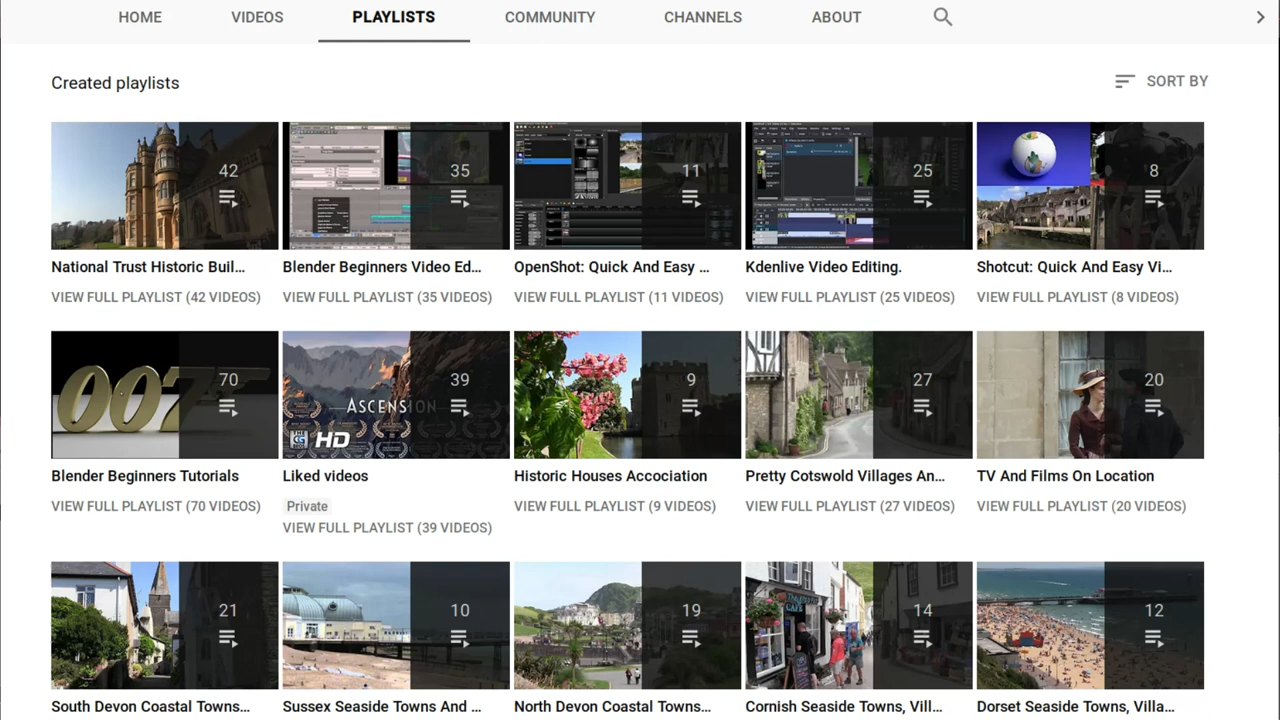 HOME VIDEOS PLAYLISTS COMMUNITY CHANNELS ABOUT
Created playlists SORT BY
42 35 11 25 8
National Trust Historic Buil... Blender Beginners Video Ed... OpenShot: Quick And Easy ... Kdenlive Video Editing. Shotcut: Quick And Easy Vi...
VIEW FULL PLAYLIST (42 VIDEOS) VIEW FULL PLAYLIST (35 VIDEOS) VIEW FULL PLAYLIST (11 VIDEOS) VIEW FULL PLAYLIST (25 VIDEOS) VIEW FULL PLAYLIST (8 VIDEOS)
007 70 39 9 27 20
ASCENSION
THE CG BROS HD
Blender Beginners Tutorials Liked videos Historic Houses Accociation Pretty Cotswold Villages An... TV And Films On Location
VIEW FULL PLAYLIST (70 VIDEOS) Private VIEW FULL PLAYLIST (9 VIDEOS) VIEW FULL PLAYLIST (27 VIDEOS) VIEW FULL PLAYLIST (20 VIDEOS)
VIEW FULL PLAYLIST (39 VIDEOS)
21 10 19 14 12
CAFE
South Devon Coastal Towns... Sussex Seaside Towns And ... North Devon Coastal Towns... Cornish Seaside Towns, Vill... Dorset Seaside Towns, Villa...